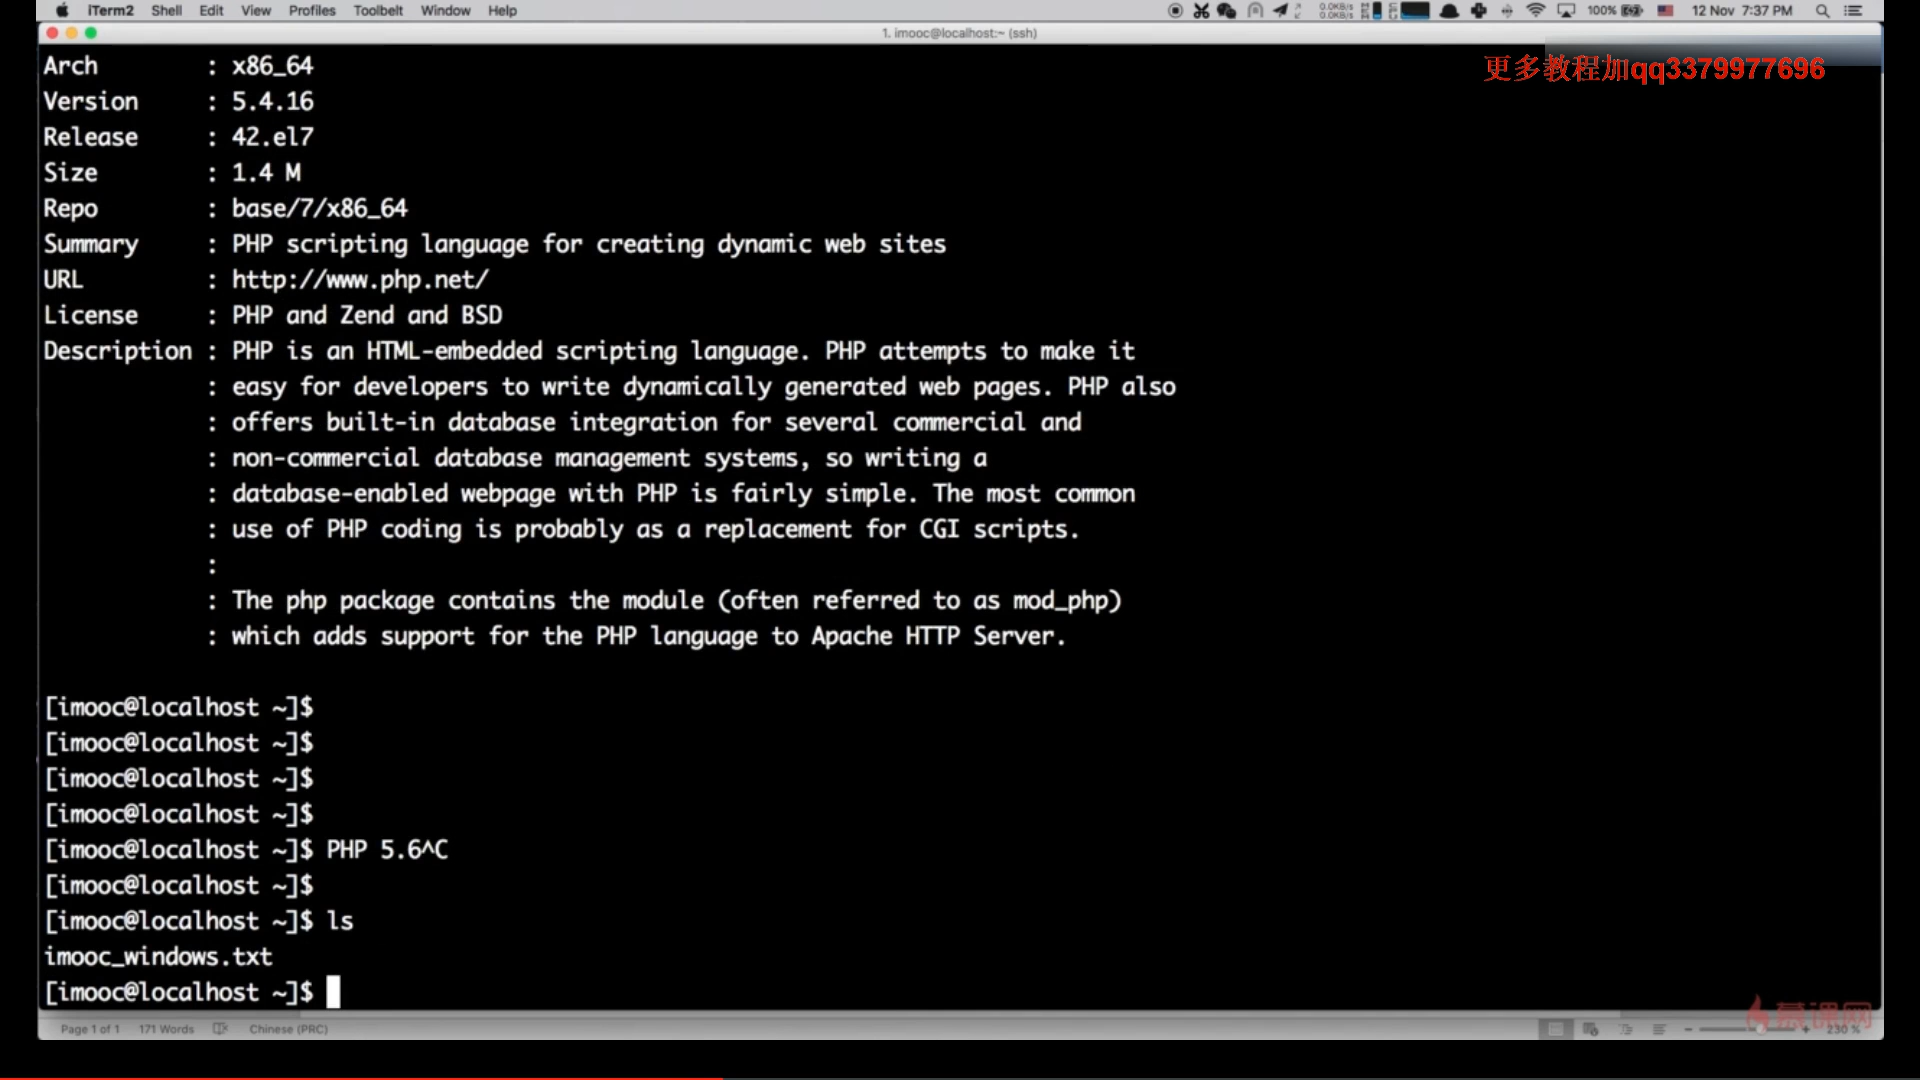 iTerm2 Shell Edit View Profiles Toolbelt Window Help 0.0KB/s 0.0KB/s 100% 12 Nov 7:37 PM
1. imooc@localhost:~ (ssh)
更多教程加qq3379977696
Arch : x86_64
Version : 5.4.16
Release : 42.el7
Size : 1.4 M
Repo : base/7/x86_64
Summary : PHP scripting language for creating dynamic web sites
URL : http://www.php.net/
License : PHP and Zend and BSD
Description : PHP is an HTML-embedded scripting language. PHP attempts to make it
: easy for developers to write dynamically generated web pages. PHP also
: offers built-in database integration for several commercial and
: non-commercial database management systems, so writing a
: database-enabled webpage with PHP is fairly simple. The most common
: use of PHP coding is probably as a replacement for CGI scripts.
:
: The php package contains the module (often referred to as mod_php)
: which adds support for the PHP language to Apache HTTP Server.
[imooc@localhost ~]$
[imooc@localhost ~]$
[imooc@localhost ~]$
[imooc@localhost ~]$
[imooc@localhost ~]$ PHP 5.6^C
[imooc@localhost ~]$
[imooc@localhost ~]$ ls
imooc_windows.txt
[imooc@localhost ~]$
慕课网
Page 1 of 1 171 Words Chinese (PRC) 230 %